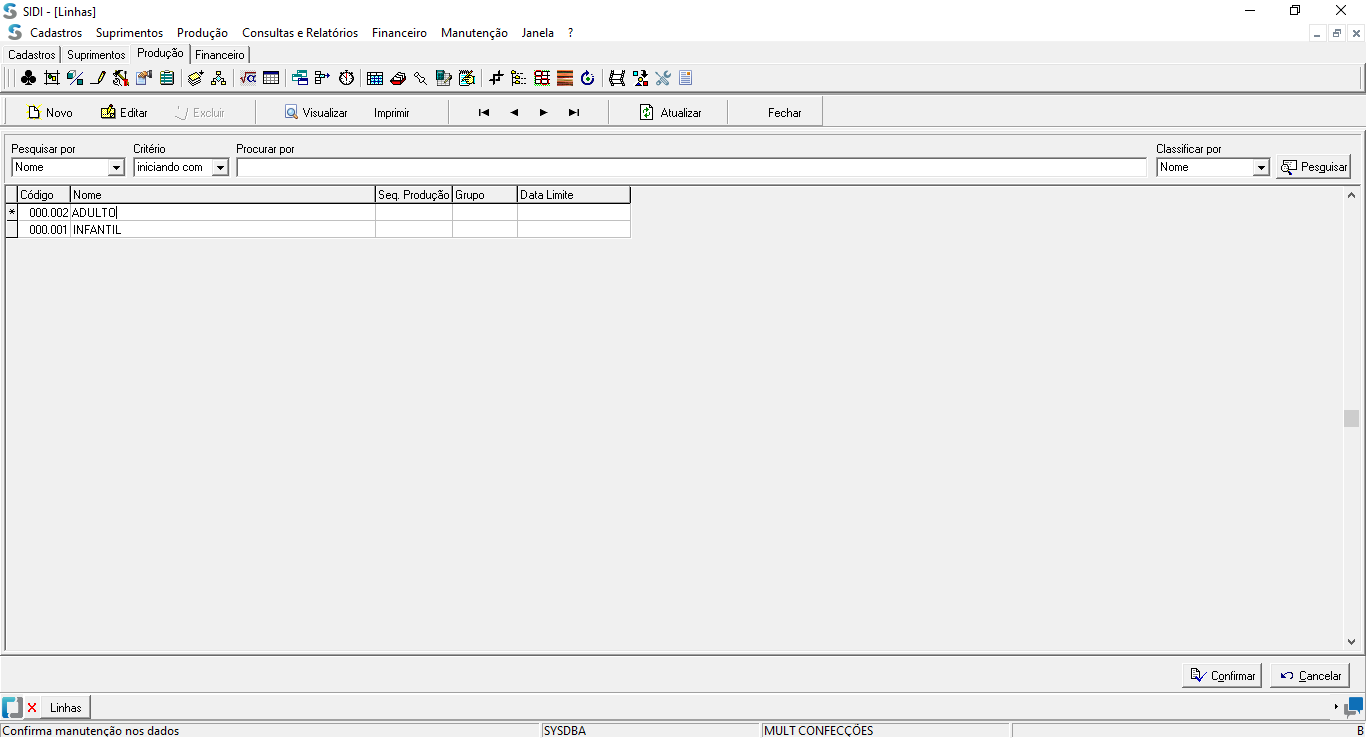 SIDI - [Linhas]
Cadastros Suprimentos Produção Consultas e Relatórios Financeiro Manutenção Janela ?
Cadastros Suprimentos Produção Financeiro
Novo Editar Excluir Visualizar Imprimir Atualizar Fechar
Pesquisar por Critério Procurar por Classificar por
Nome iniciando com Nome Pesquisar
Código Nome Seq. Produção Grupo Data Limite
* 000.002 ADULTO
000.001 INFANTIL
Confirmar Cancelar
Linhas
Confirma manutenção nos dados SYSDBA MULT CONFECÇÕES B